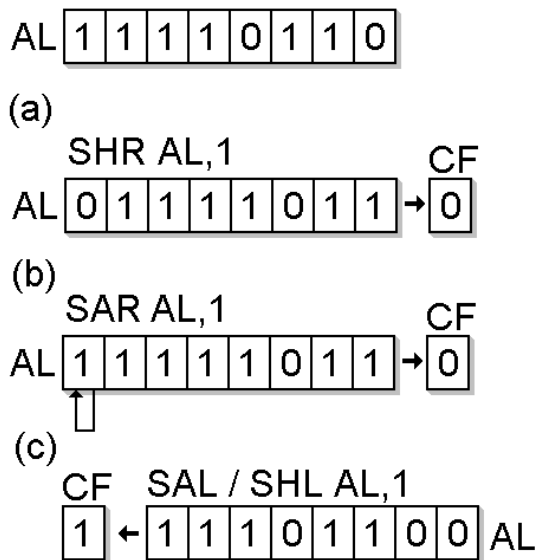 AL 1 1 1 1 0 1 1 0
(a)
SHR AL,1 CF
AL 0 1 1 1 1 0 1 1 → 0
(b)
SAR AL,1 CF
AL 1 1 1 1 1 0 1 1 → 0
(c)
CF SAL / SHL AL,1
1 ← 1 1 1 0 1 1 0 0 AL